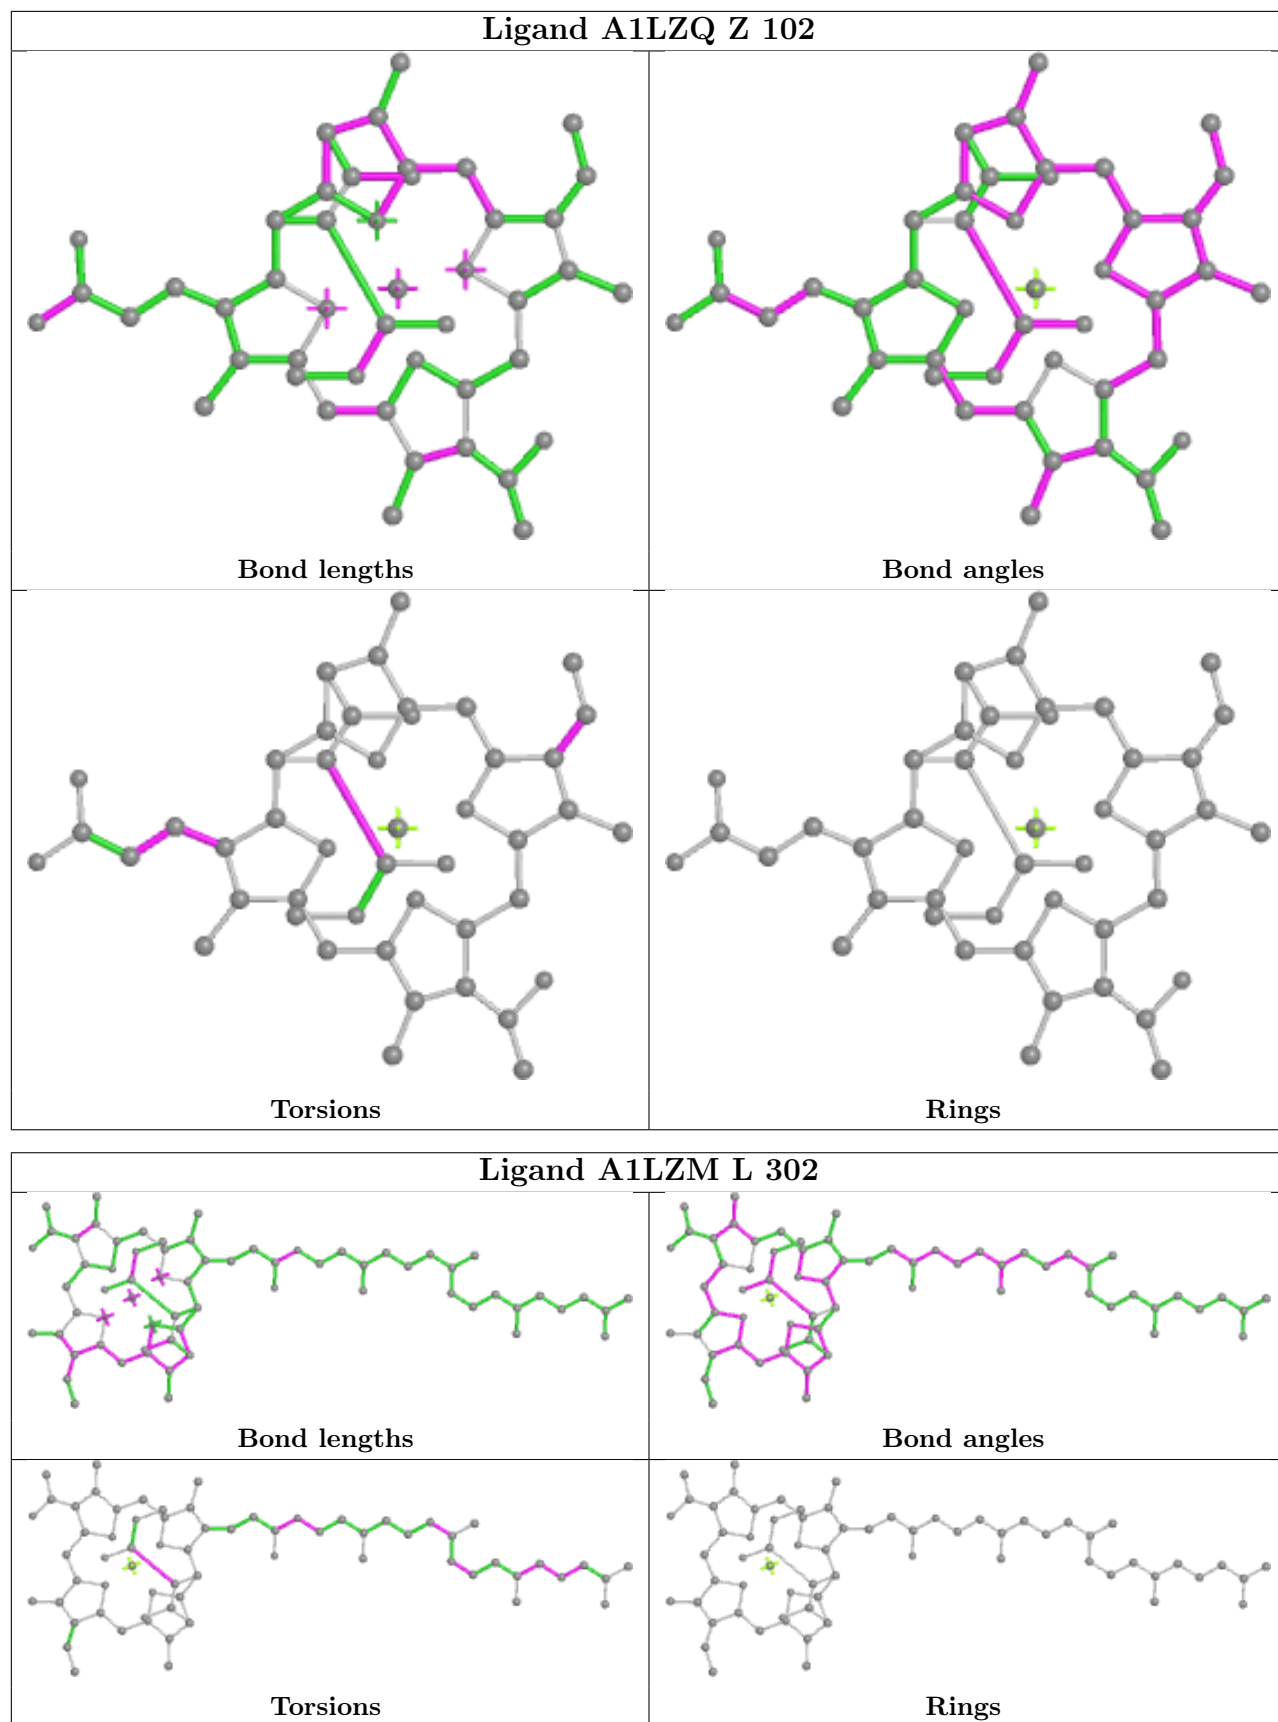 Ligand A1LZQ Z 102
Bond lengths
Bond angles
Torsions
Rings
Ligand A1LZM L 302
Bond lengths
Bond angles
Torsions
Rings